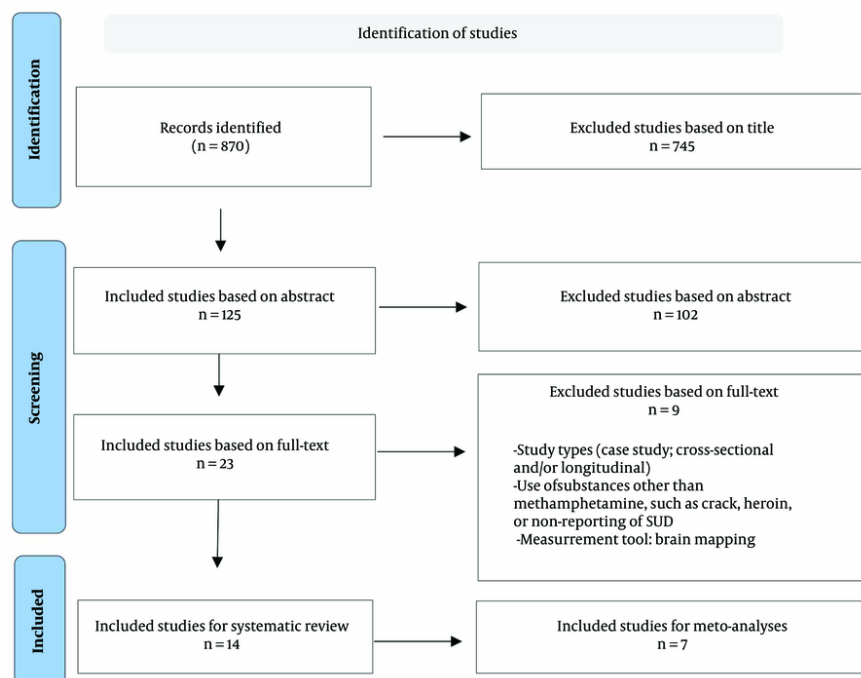 Identification of studies
Identification
Records identified
(n = 870)
Excluded studies based on title
n = 745
Screening
Included studies based on abstract
n = 125
Excluded studies based on abstract
n = 102
Included studies based on full-text
n = 23
Excluded studies based on full-text
n = 9
-Study types (case study; cross-sectional
and/or longitudinal)
-Use ofsubstances other than
methamphetamine, such as crack, heroin,
or non-reporting of SUD
-Measurrement tool: brain mapping
Included
Included studies for systematic review
n = 14
Included studies for meto-analyses
n = 7